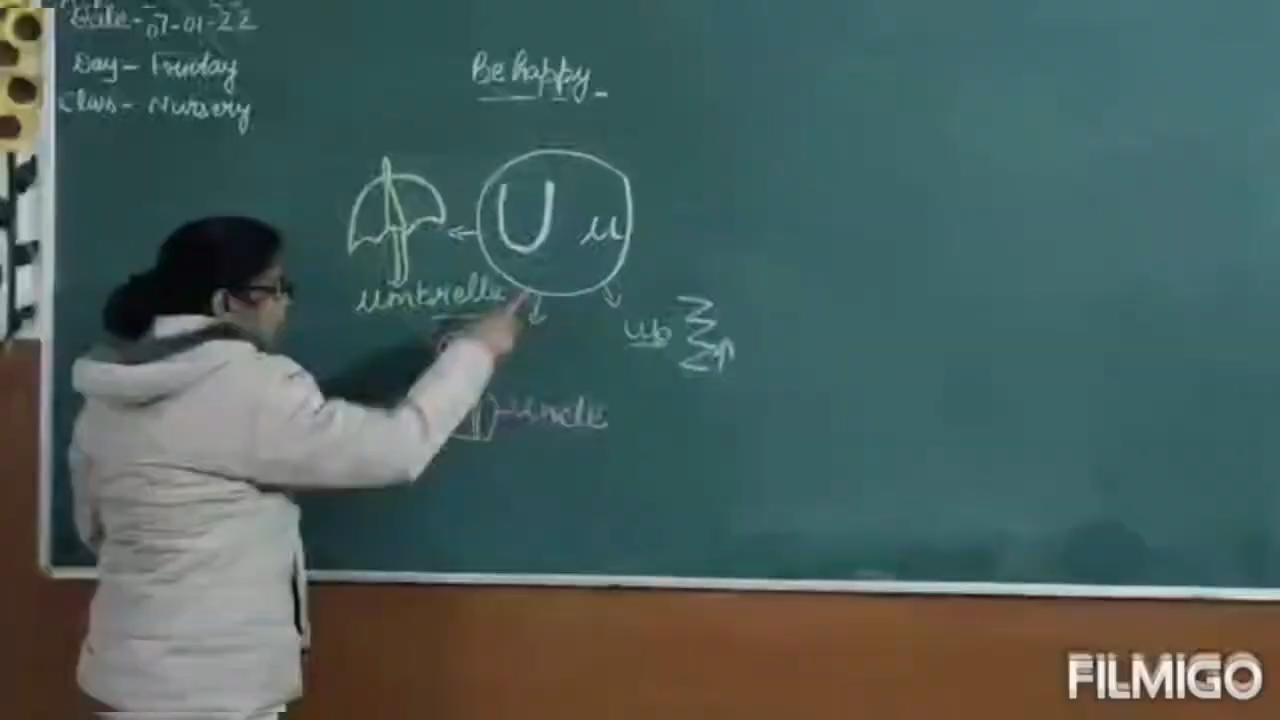 Date - 07-01-22
Day - Friday
Class - Nursery
Be happy
U u
umbrella
up
uncle
FILMIGO